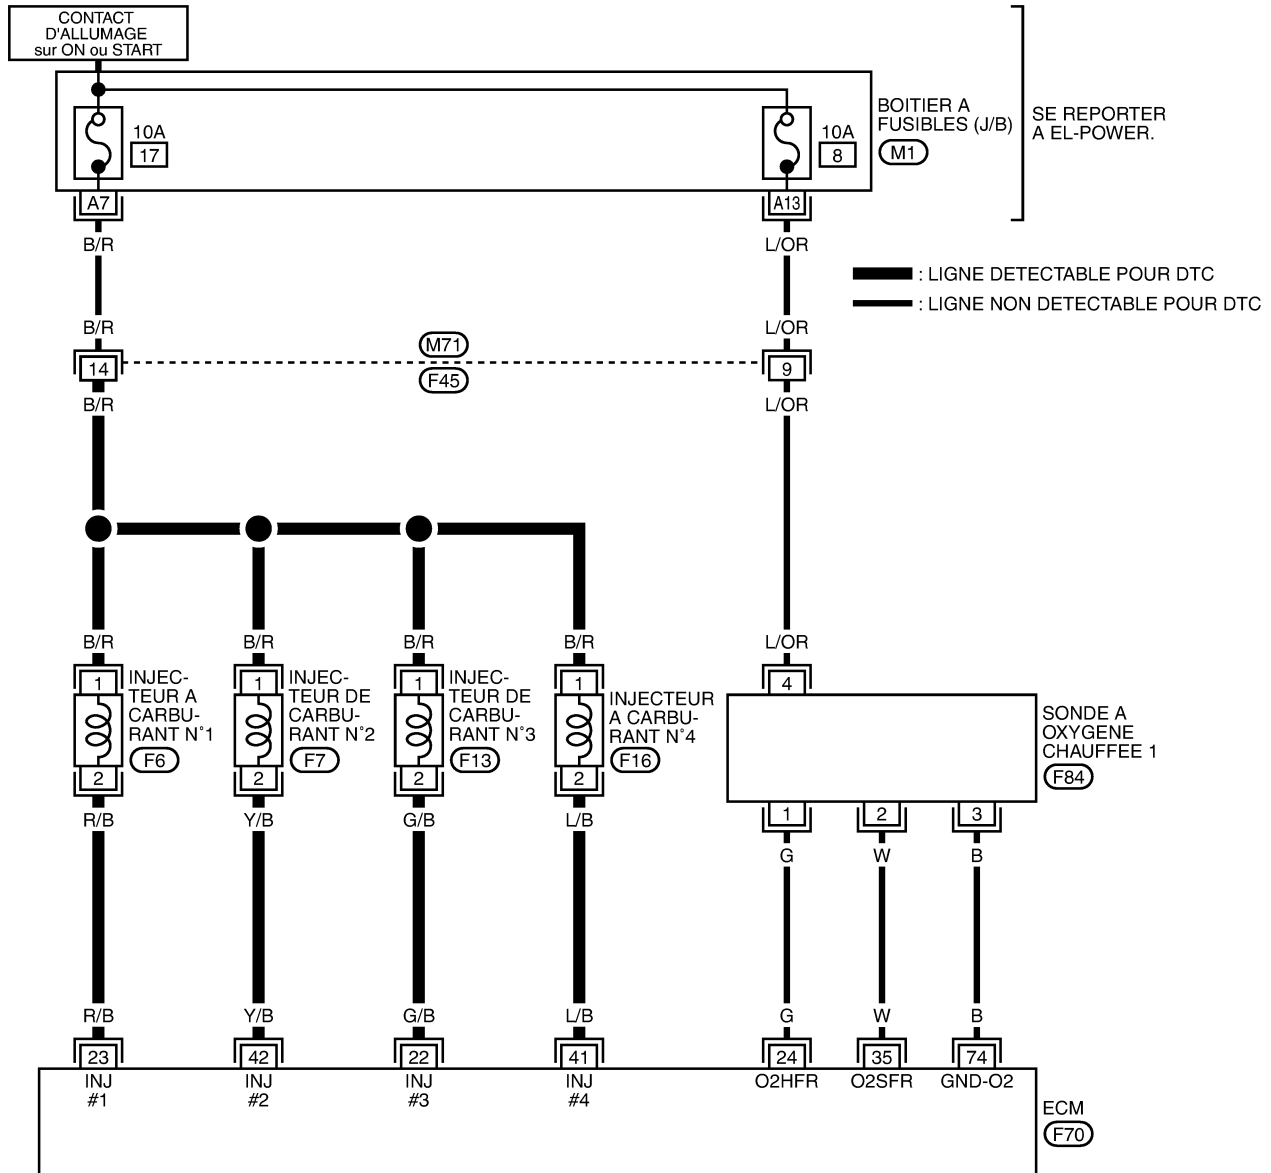 CONTACT
D'ALLUMAGE
sur ON ou START
10A
17
10A
8
BOITIER A
FUSIBLES (J/B)
M1
SE REPORTER
A EL-POWER.
A7
A13
B/R
L/OR
: LIGNE DETECTABLE POUR DTC
: LIGNE NON DETECTABLE POUR DTC
B/R
L/OR
14
M71
F45
9
B/R
L/OR
B/R
B/R
B/R
B/R
L/OR
1
INJEC-
TEUR A
CARBU-
RANT N°1
F6
2
1
INJEC-
TEUR DE
CARBU-
RANT N°2
F7
2
1
INJEC-
TEUR DE
CARBU-
RANT N°3
F13
2
1
INJECTEUR
A CARBU-
RANT N°4
F16
2
4
SONDE A
OXYGENE
CHAUFFEE 1
F84
1
2
3
R/B
Y/B
G/B
L/B
G
W
B
R/B
Y/B
G/B
L/B
G
W
B
23
42
22
41
24
35
74
INJ
#1
INJ
#2
INJ
#3
INJ
#4
O2HFR
O2SFR
GND-O2
ECM
F70